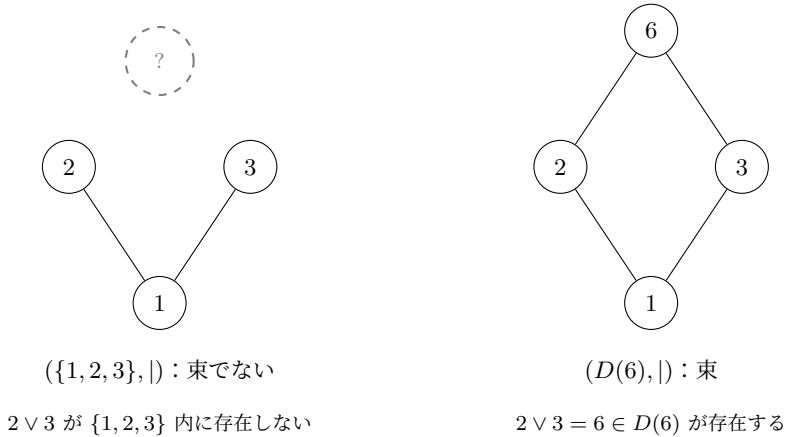 ?
6
2
3
2
3
1
1
({1, 2, 3}, |)：束でない
(D(6), |)：束
2 ∨ 3 が {1, 2, 3} 内に存在しない
2 ∨ 3 = 6 ∈ D(6) が存在する